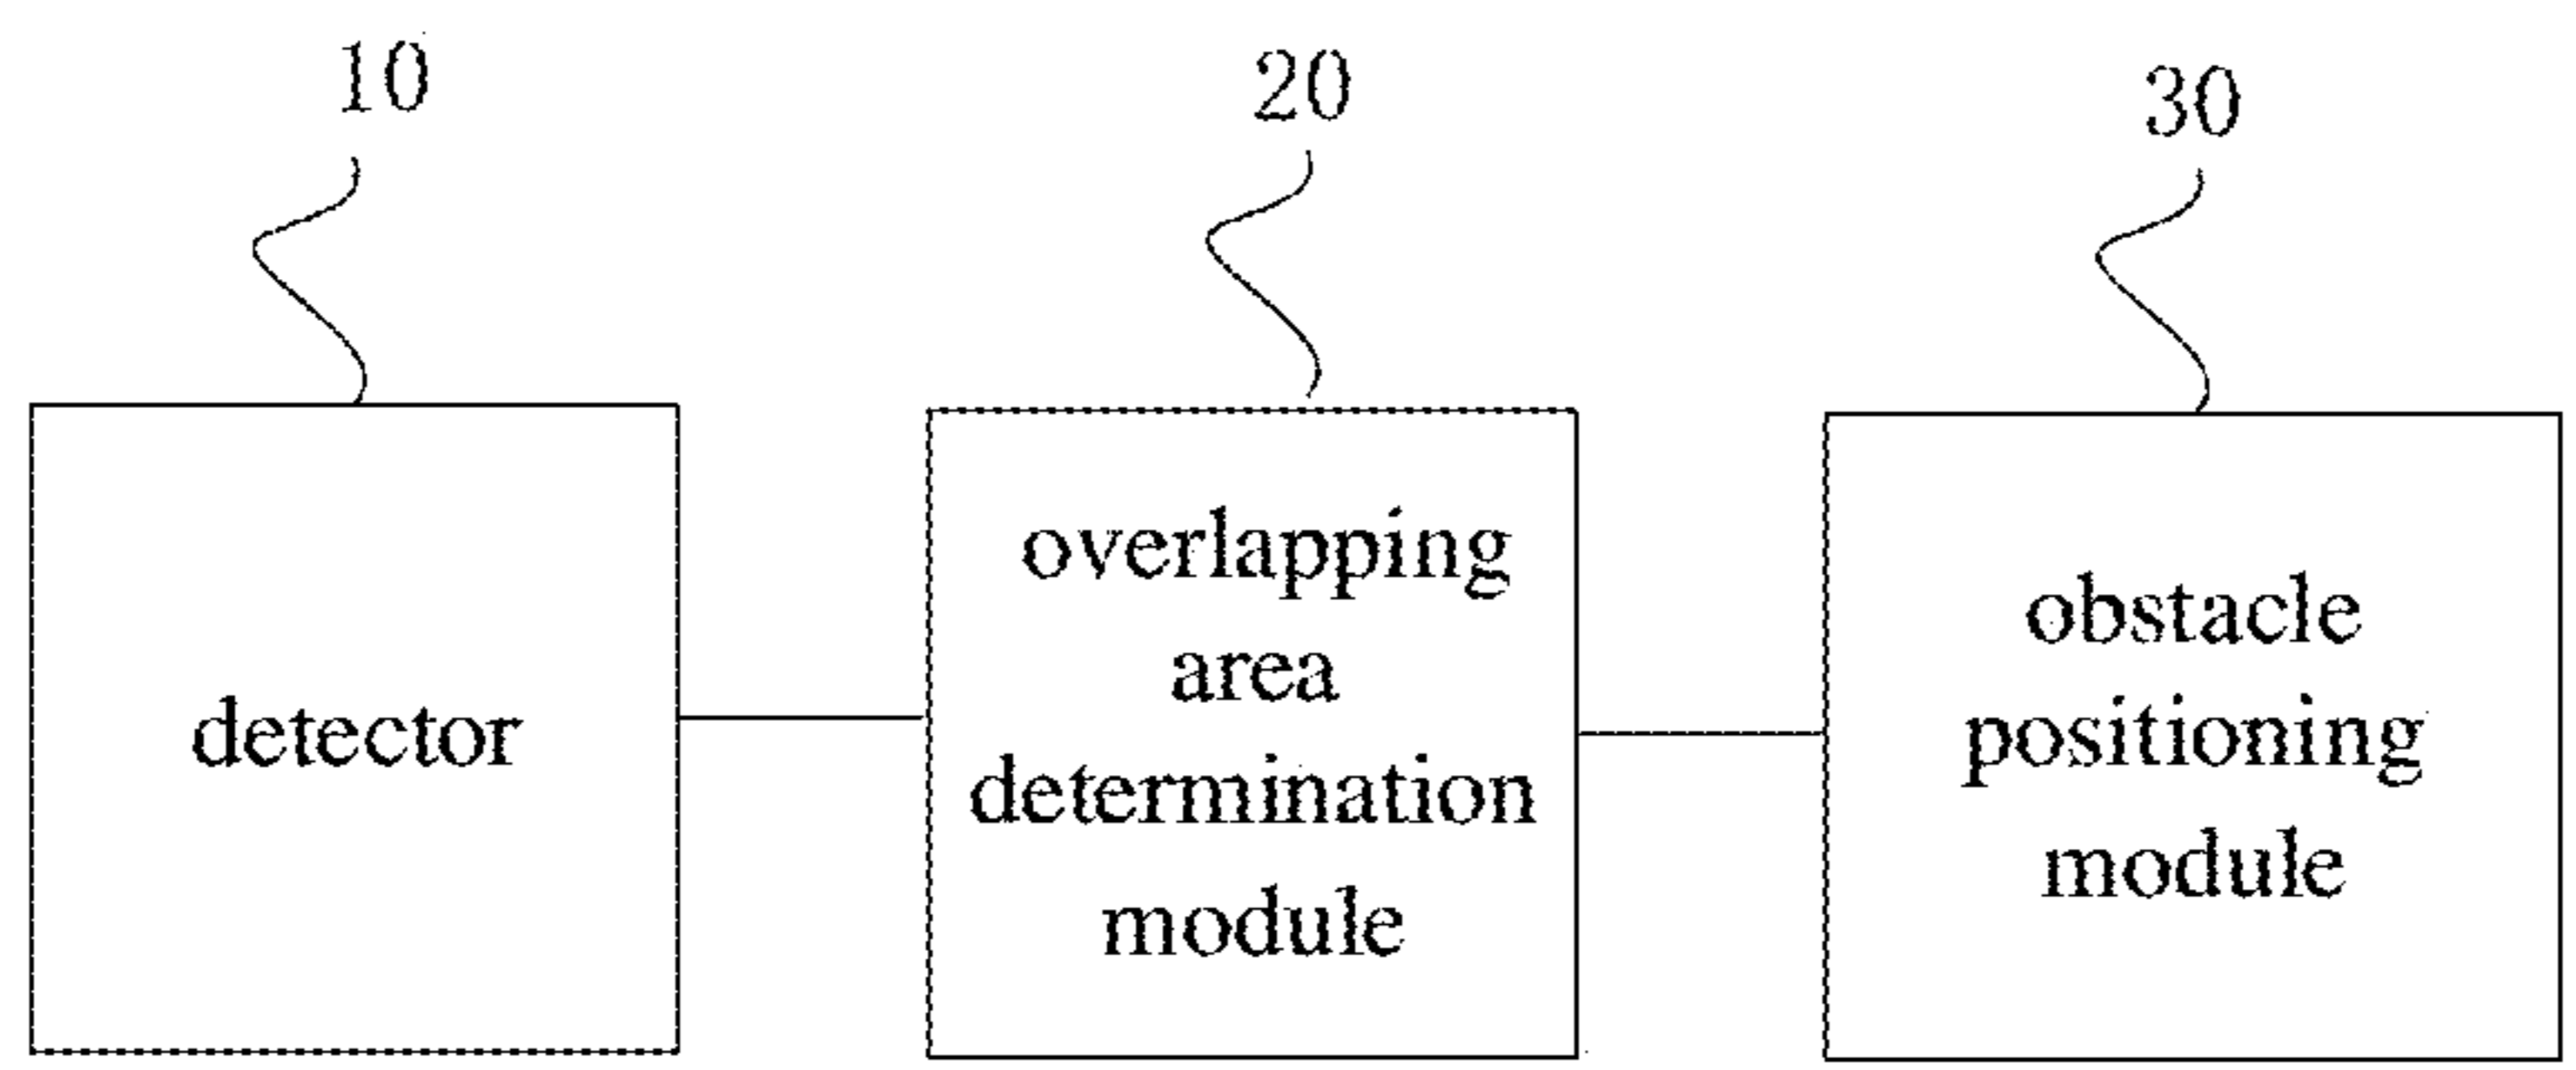 10
20
30
detector
overlapping
area
determination
module
obstacle
positioning
module